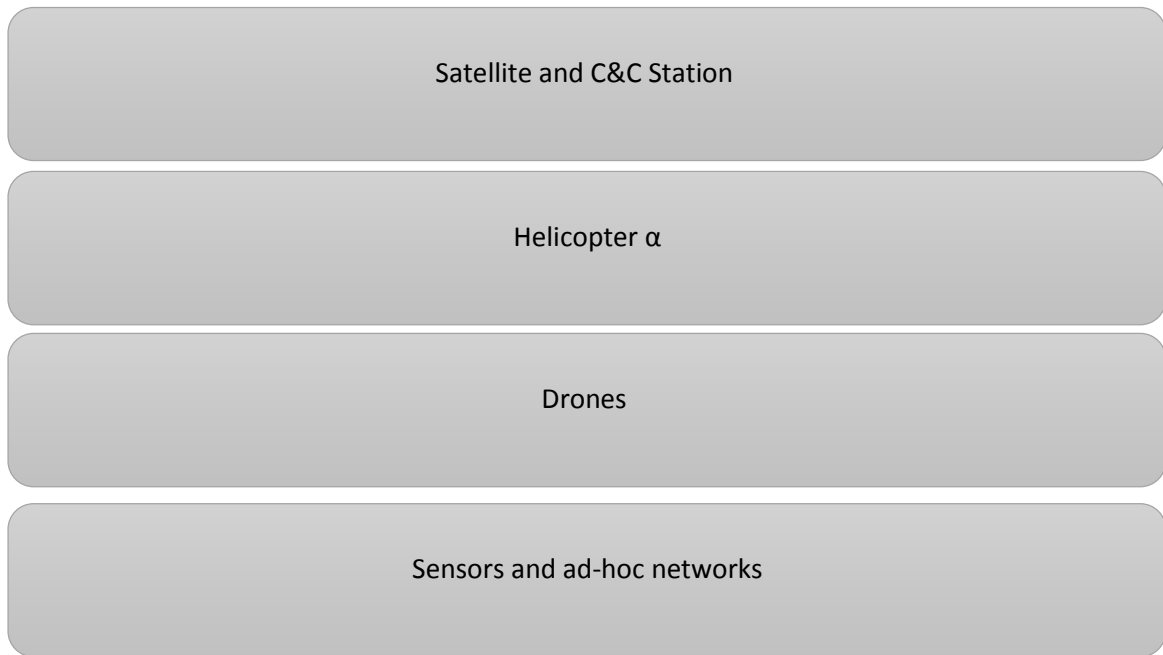 Satellite and C&C Station
Helicopter α
Drones
Sensors and ad-hoc networks